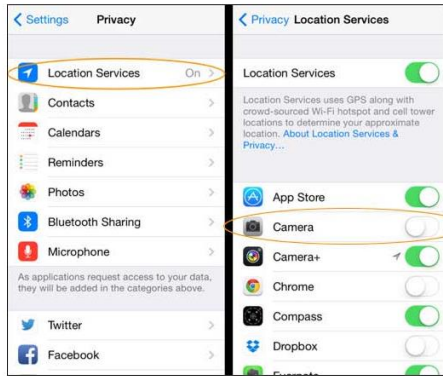 Settings Privacy
Location Services On
Contacts
Calendars
Reminders
Photos
Bluetooth Sharing
Microphone
As applications request access to your data,
they will be added in the categories above.
Twitter
Facebook
Privacy Location Services
Location Services
Location Services uses GPS along with
crowd-sourced Wi-Fi hotspot and cell tower
locations to determine your approximate
location. About Location Services &
Privacy...
App Store
Camera
Camera+
Chrome
Compass
Dropbox
Evernote